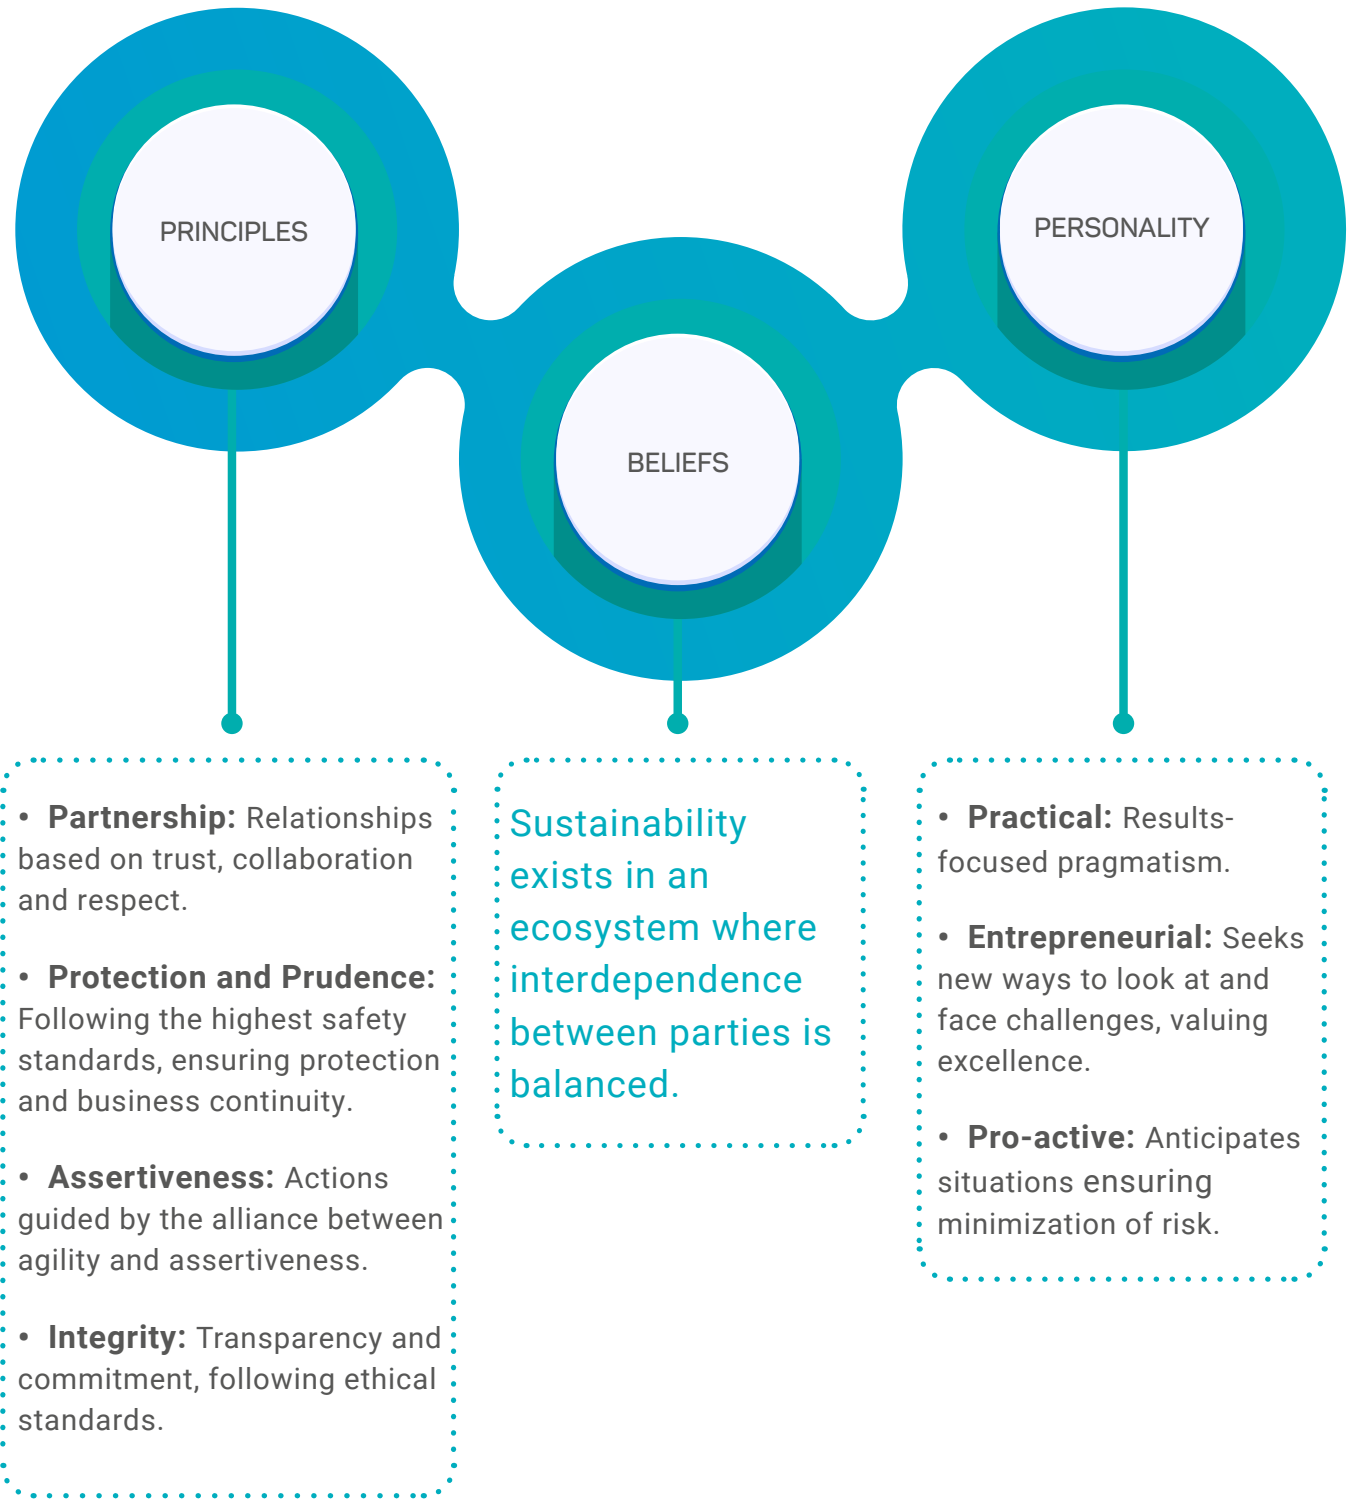 PRINCIPLES
PERSONALITY
BELIEFS
• Partnership: Relationships
based on trust, collaboration
and respect.
• Protection and Prudence:
Following the highest safety
standards, ensuring protection
and business continuity.
• Assertiveness: Actions
guided by the alliance between
agility and assertiveness.
• Integrity: Transparency and
commitment, following ethical
standards.
Sustainability
exists in an
ecosystem where
interdependence
between parties is
balanced.
• Practical: Results-
focused pragmatism.
• Entrepreneurial: Seeks
new ways to look at and
face challenges, valuing
excellence.
• Pro-active: Anticipates
situations ensuring
minimization of risk.